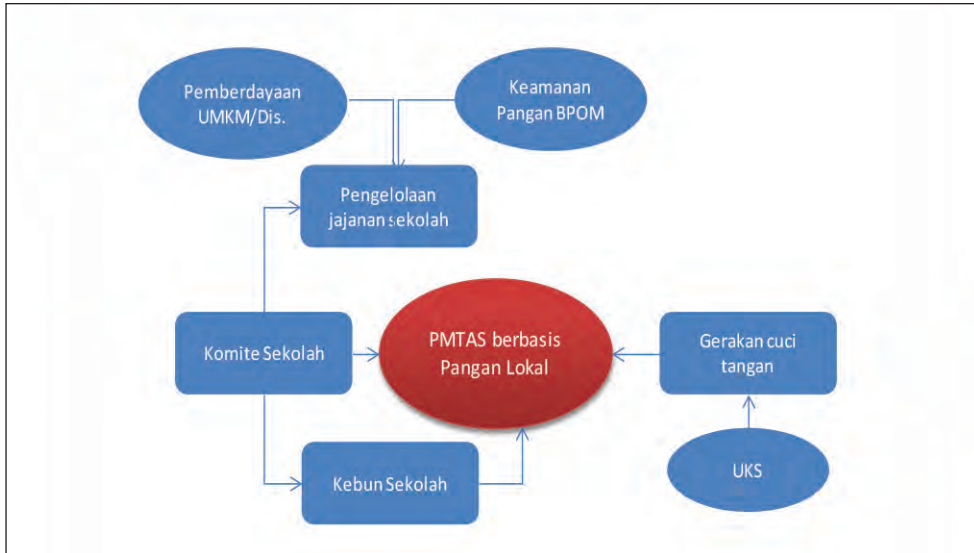 Pemberdayaan
UMKM/Dis.
Keamanan
Pangan BPOM
Pengelolaan
jajanan sekolah
Komite Sekolah
PMTAS berbasis
Pangan Lokal
Gerakan cuci
tangan
Kebun Sekolah
UKS